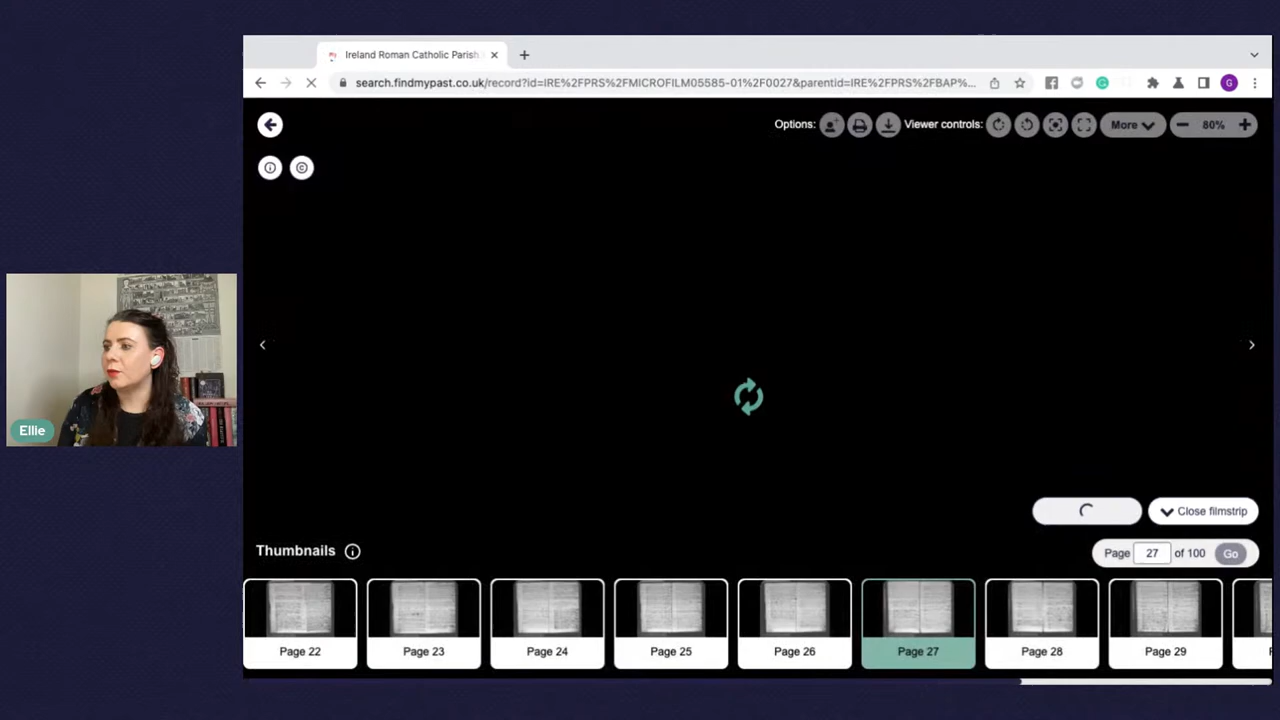 Ireland Roman Catholic Parish
search.findmypast.co.uk/record?id=IRE%2FPRS%2FMICROFILM05585-01%2F0027&parentid=IRE%2FPRS%2FBAP%...
G
Options:
Viewer controls:
More
80%
Ellie
Close filmstrip
Thumbnails
Page 27 of 100 Go
Page 22
Page 23
Page 24
Page 25
Page 26
Page 27
Page 28
Page 29